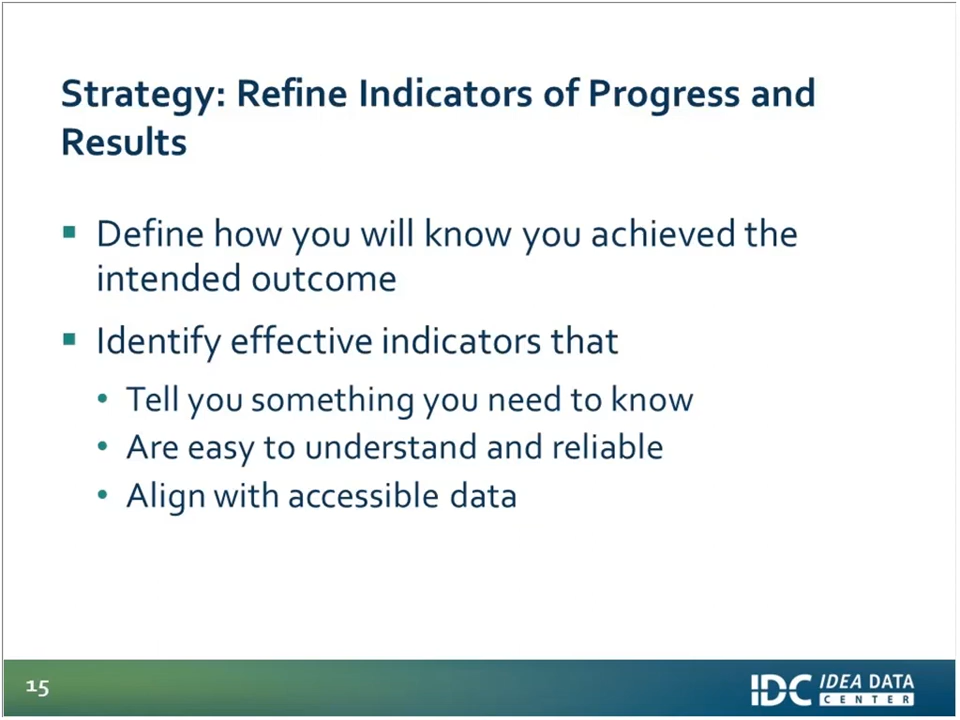 Strategy: Refine Indicators of Progress and
Results
Define how you will know you achieved the
intended outcome
Identify effective indicators that
Tell you something you need to know
Are easy to understand and reliable
Align with accessible data
15
IDC IDEA DATA
CENTER